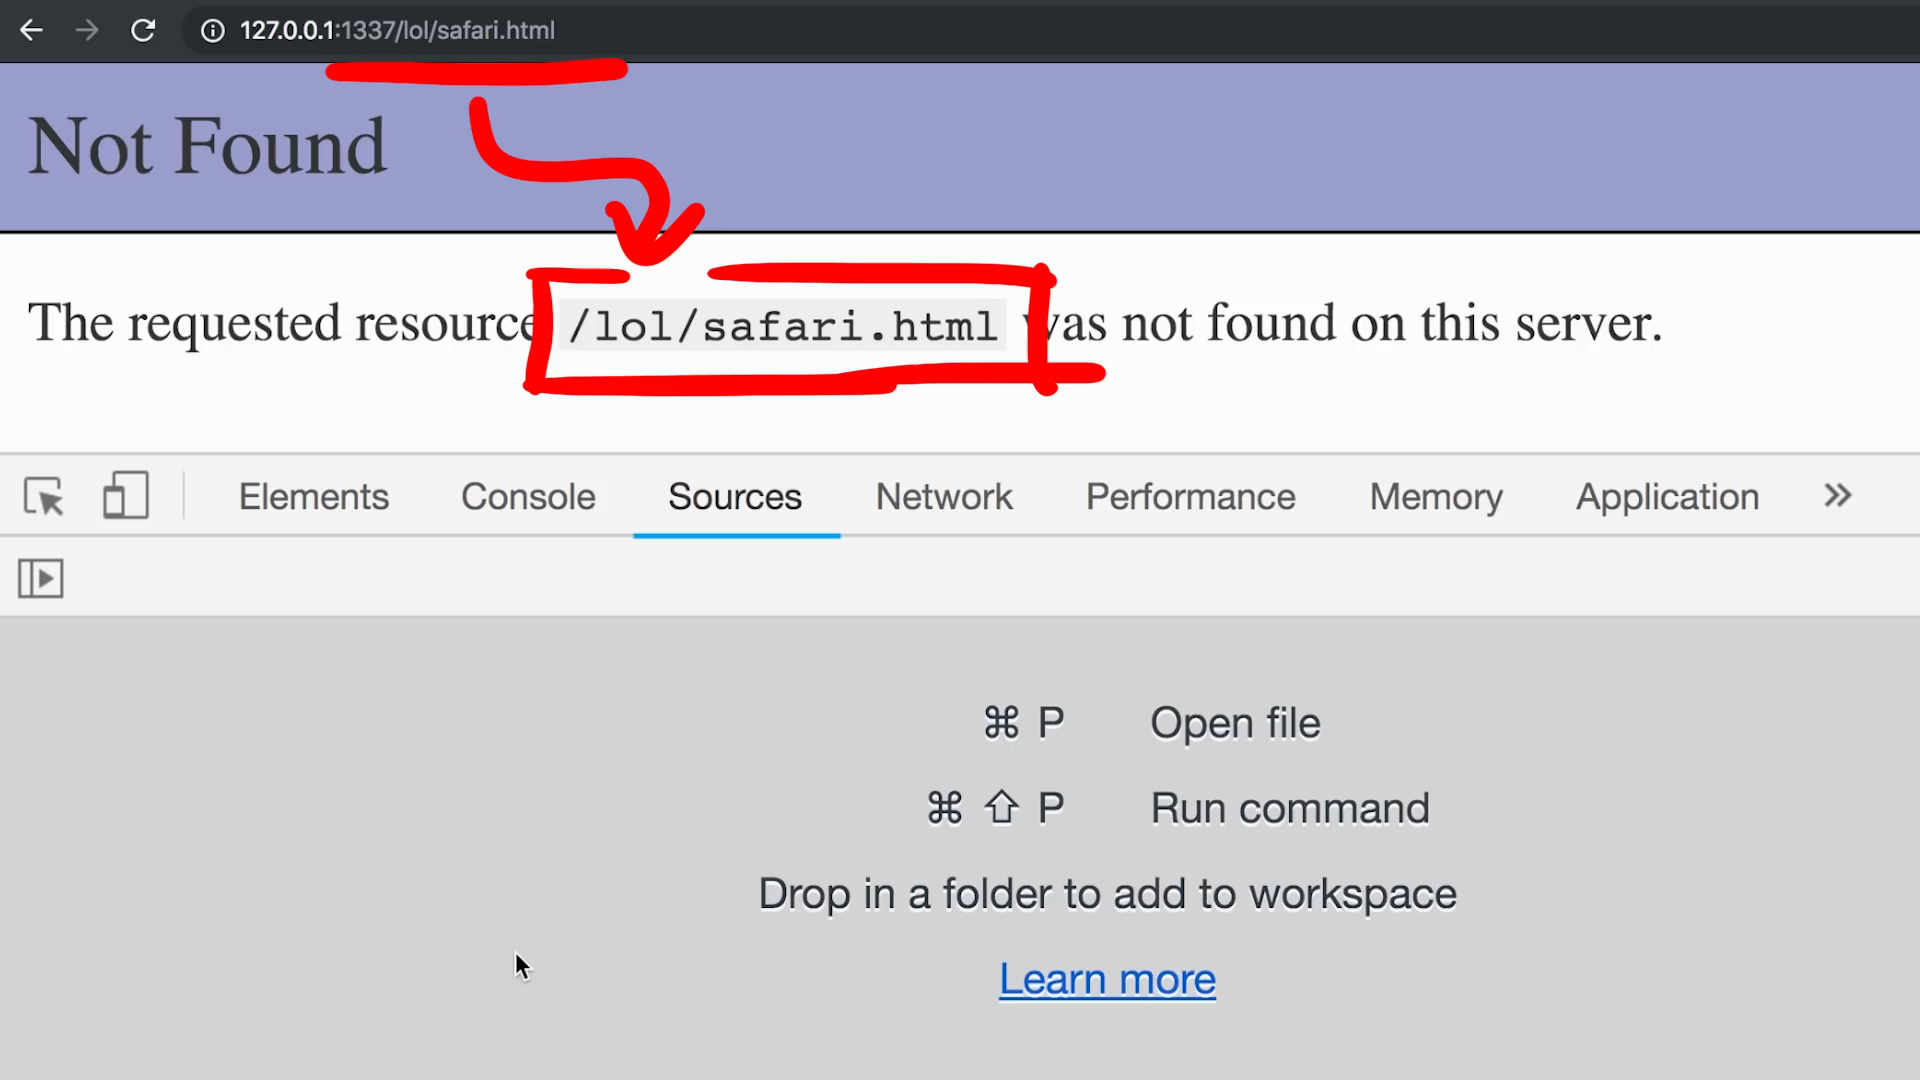 127.0.0.1:1337/lol/safari.html
Not Found
The requested resource /lol/safari.html was not found on this server.
Elements Console Sources Network Performance Memory Application »
⌘ P Open file
⌘ ⇧ P Run command
Drop in a folder to add to workspace
Learn more